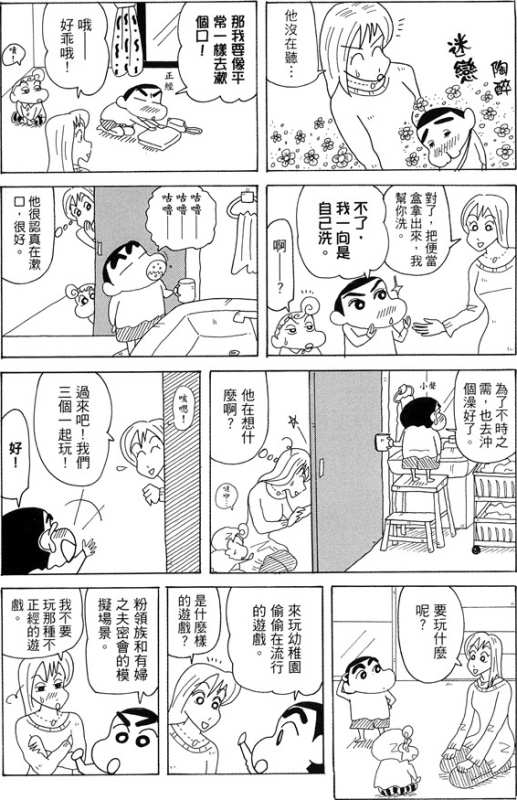 陶醉
迷戀
他沒在聽…
那我要像平
常一樣去漱
個口！
正經
哦—
好乖哦！
唉！
對了，把便當
盒拿出來，我
幫你洗。
不了，
我一向是
自己洗。
啊——？
咕嚕——
咕嚕——
咕嚕——
他很認真在漱
口，很好。
為了不時之
需，也去沖
個澡好了。
小聲
他在想什
麼啊？
咳嗯！
過來吧！我們
三個一起玩！
好！
要玩什麼
呢？
來玩幼稚園
偷偷在流行
的遊戲。
是什麼樣
的遊戲？
粉領族和有婦
之夫密會的模
擬場景。
我不要
玩那種不
正經的遊
戲。